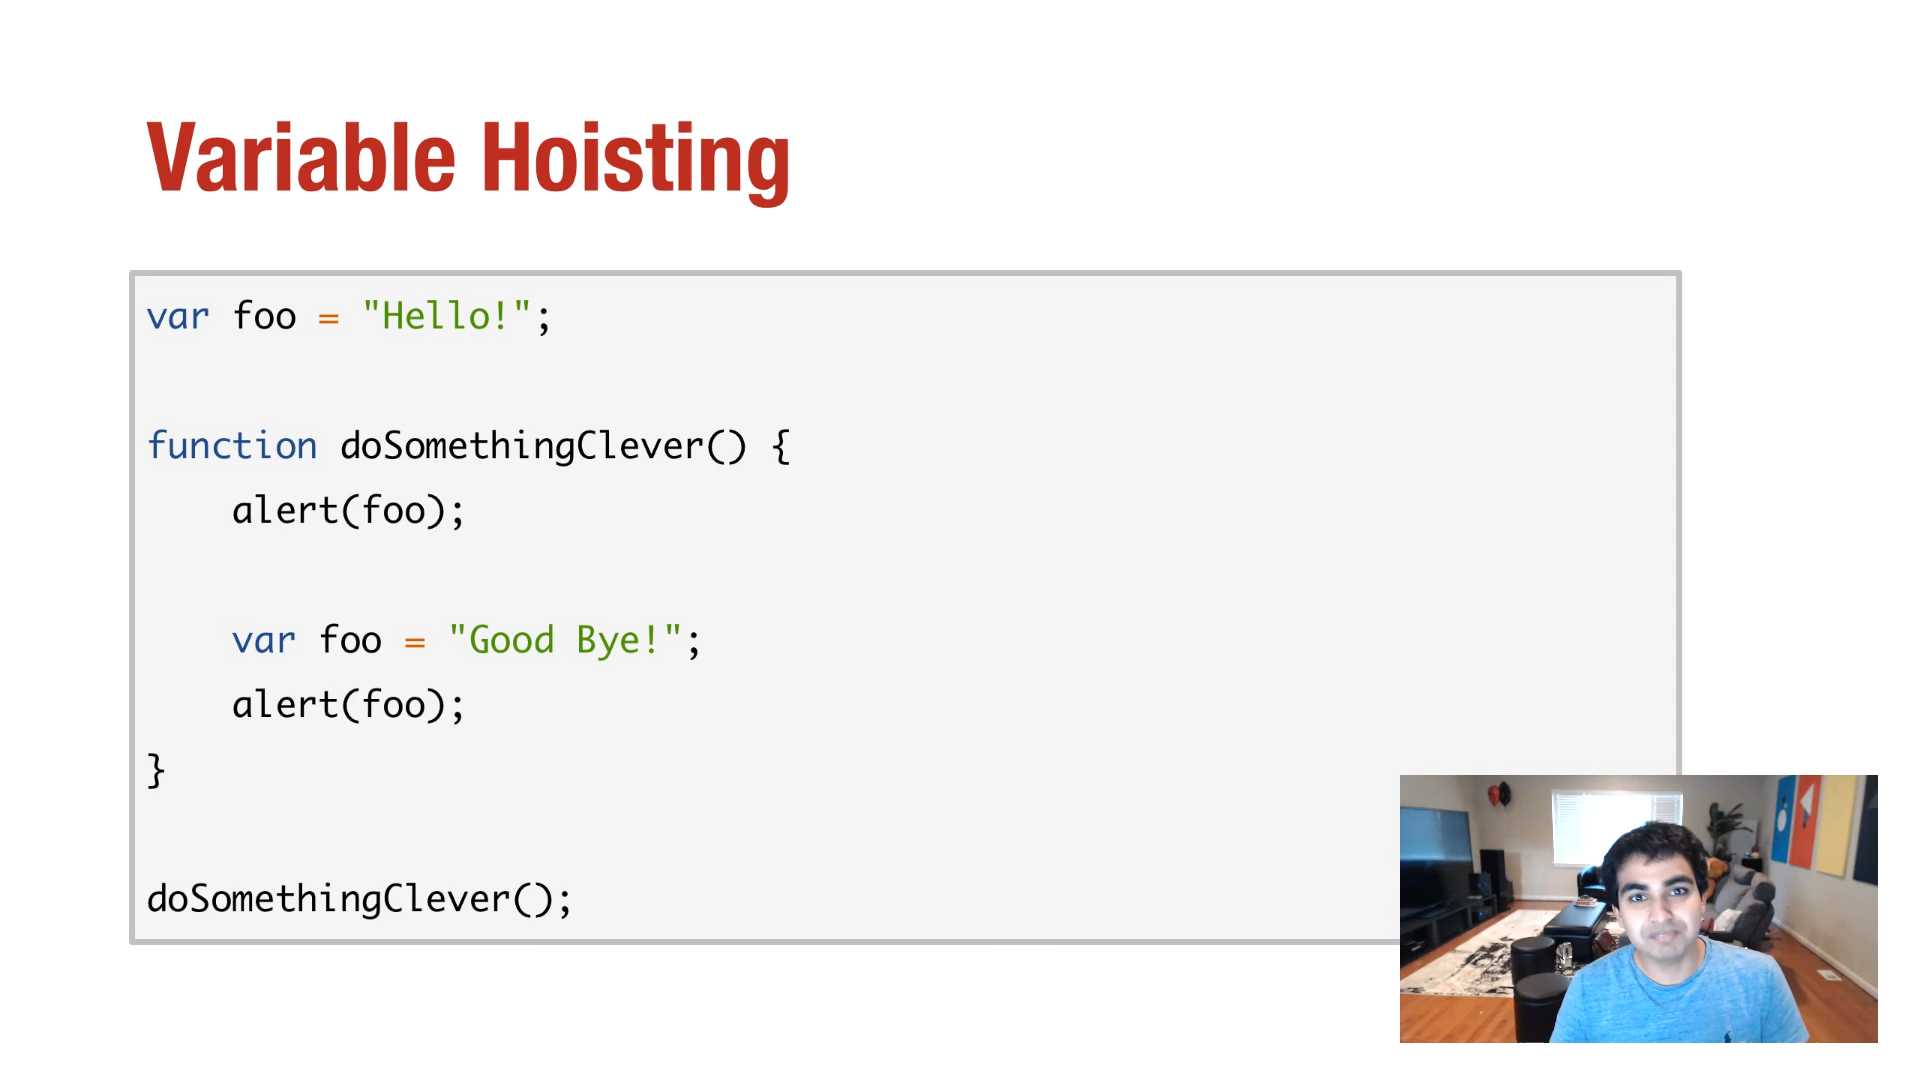 Variable Hoisting
var foo = "Hello!";
function doSomethingClever() {
    alert(foo);
    var foo = "Good Bye!";
    alert(foo);
}
doSomethingClever();